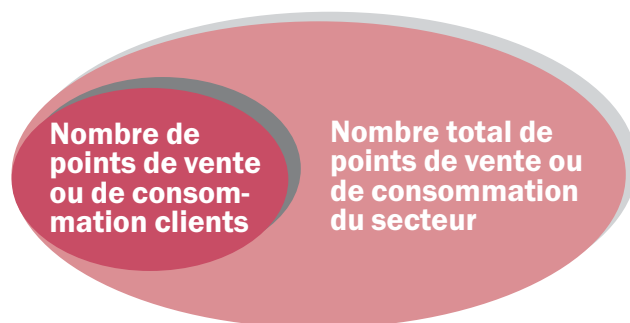 Nombre de
points de vente
ou de consom-
mation clients
Nombre total de
points de vente ou
de consommation
du secteur